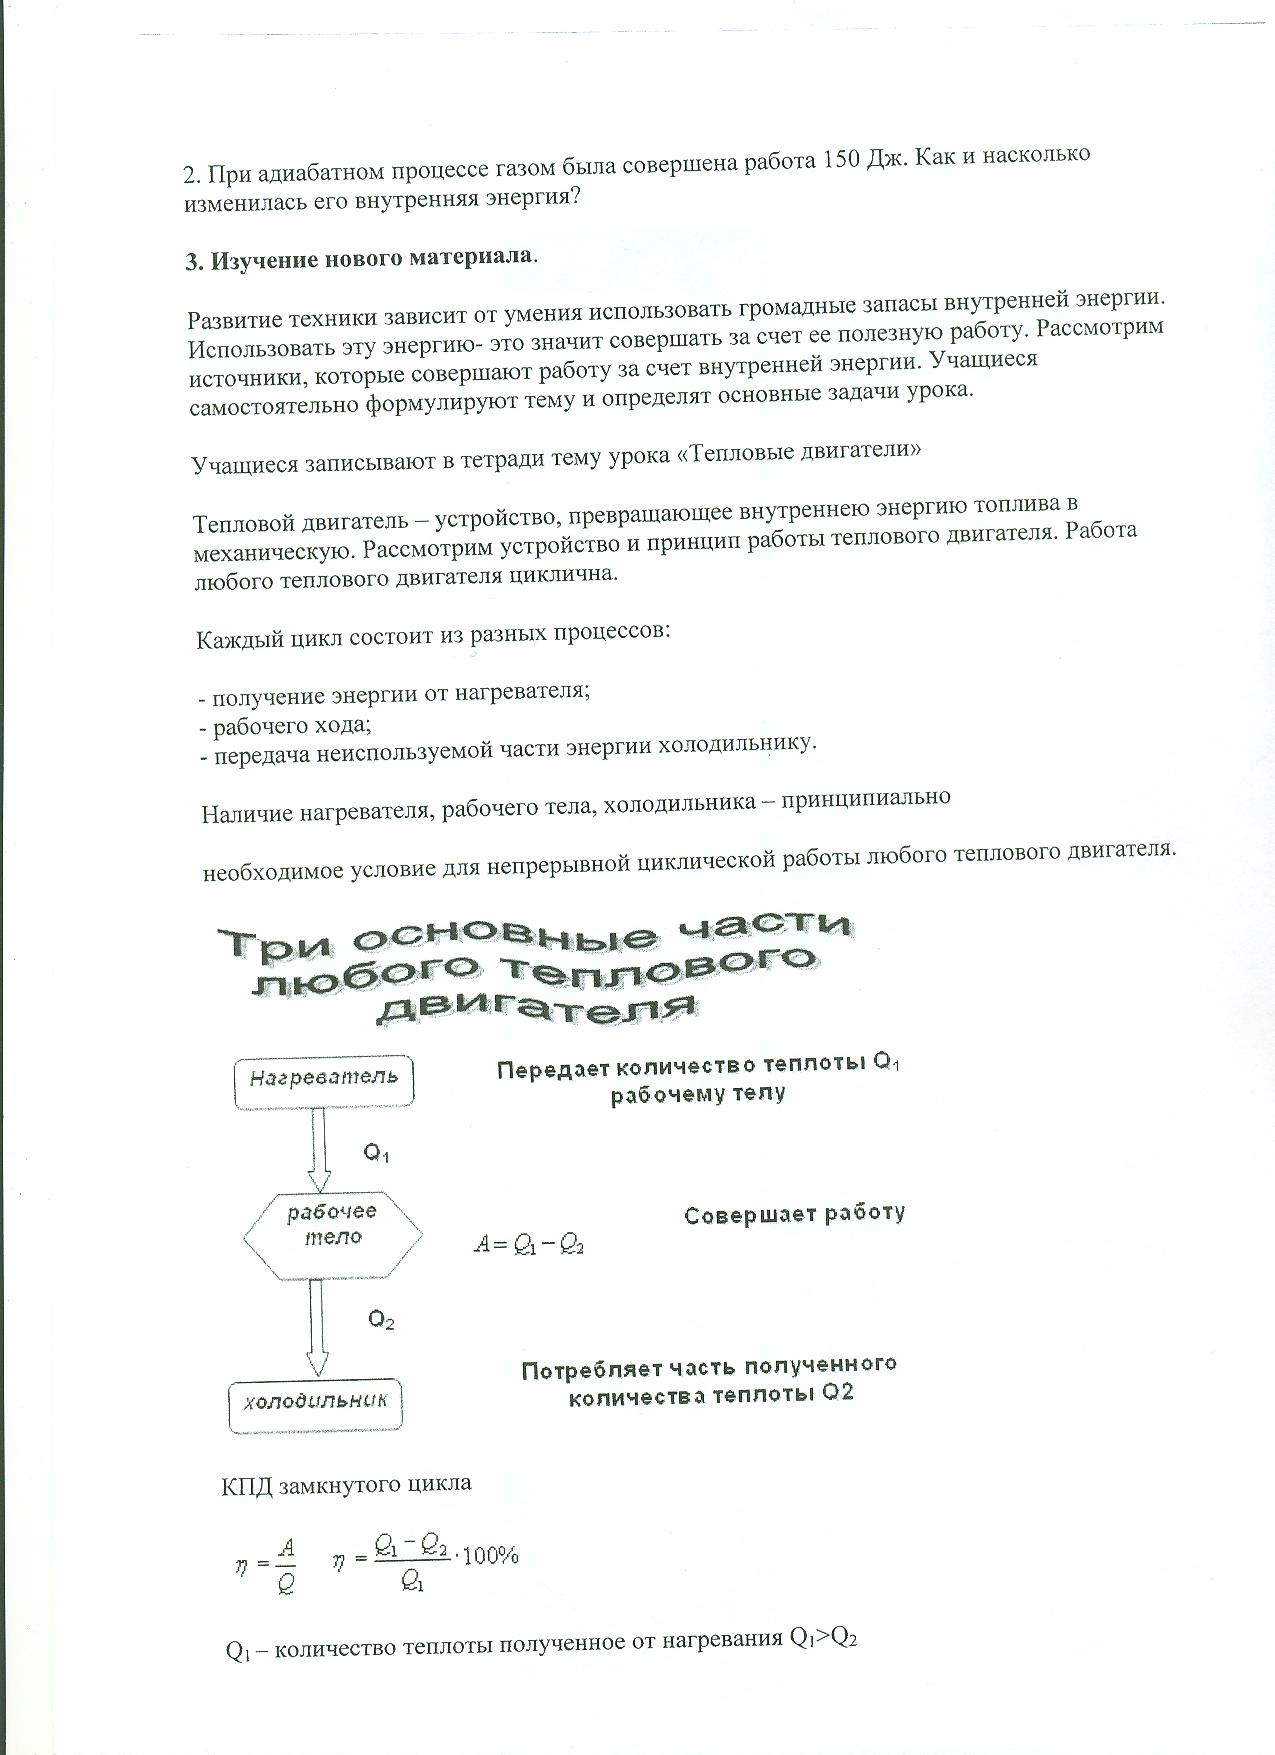 2. При адиабатном процессе газом была совершена работа 150 Дж. Как и насколько
изменилась его внутренняя энергия?
3. Изучение нового материала.
Развитие техники зависит от умения использовать громадные запасы внутренней энергии.
Использовать эту энергию- это значит совершать за счет ее полезную работу. Рассмотрим
источники, которые совершают работу за счет внутренней энергии. Учащиеся
самостоятельно формулируют тему и определят основные задачи урока.
Учащиеся записывают в тетради тему урока «Тепловые двигатели»
Тепловой двигатель – устройство, превращающее внутреннею энергию топлива в
механическую. Рассмотрим устройство и принцип работы теплового двигателя. Работа
любого теплового двигателя циклична.
Каждый цикл состоит из разных процессов:
- получение энергии от нагревателя;
- рабочего хода;
- передача неиспользуемой части энергии холодильнику.
Наличие нагревателя, рабочего тела, холодильника – принципиально
необходимое условие для непрерывной циклической работы любого теплового двигателя.
Три основные части
любого теплового
двигателя
Нагреватель
Передает количество теплоты Q₁
рабочему телу
Q₁
рабочее
тело
Совершает работу
A = Q₁ − Q₂
Q₂
холодильник
Потребляет часть полученного
количества теплоты Q2
КПД замкнутого цикла
η = A/Q η = (Q₁ − Q₂)/Q₁ · 100%
Q₁ – количество теплоты полученное от нагревания Q₁>Q₂